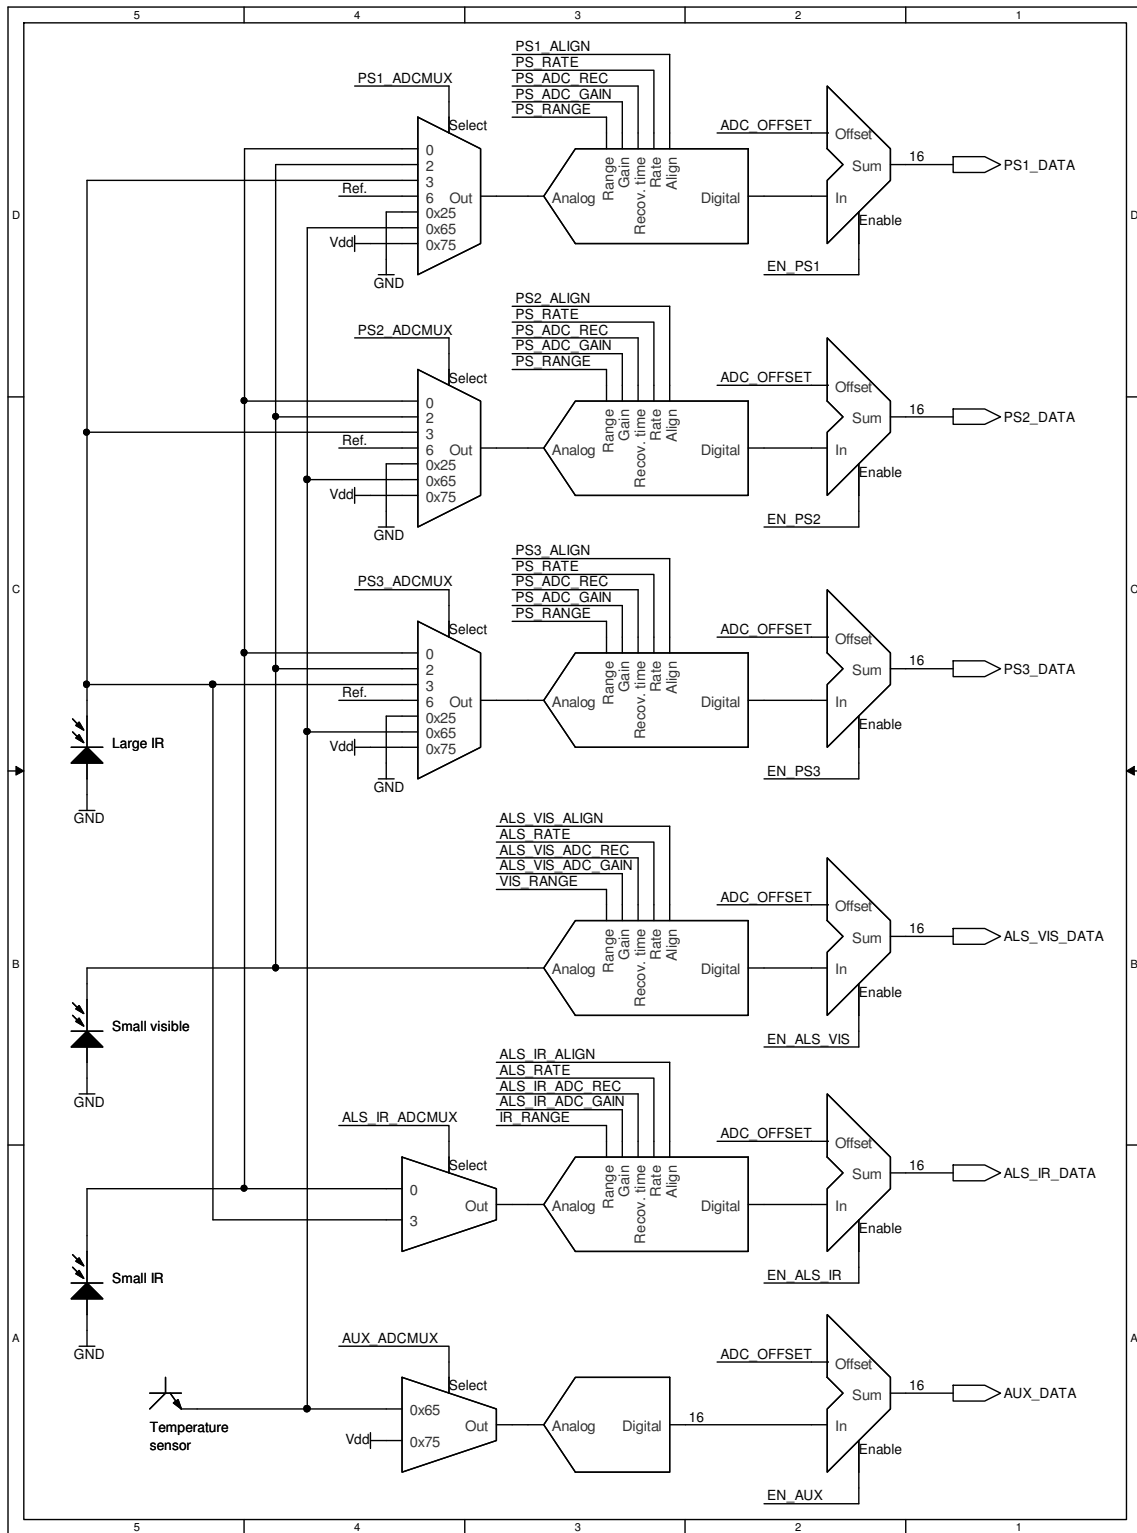 5 4 3 2 1
PS1_ALIGN
PS_RATE
PS_ADC_REC
PS_ADC_GAIN
PS_RANGE
PS1_ADCMUX
Select
0
2
3
6
0x25
0x65
0x75
Out
Ref.
Vdd
GND
Analog
Range
Gain
Recov. time
Rate
Align
Digital
ADC_OFFSET
Offset
Sum
In
Enable
EN_PS1
16
PS1_DATA
D
D
PS2_ALIGN
PS_RATE
PS_ADC_REC
PS_ADC_GAIN
PS_RANGE
PS2_ADCMUX
Select
0
2
3
6
0x25
0x65
0x75
Out
Ref.
Vdd
GND
Analog
Range
Gain
Recov. time
Rate
Align
Digital
ADC_OFFSET
Offset
Sum
In
Enable
EN_PS2
16
PS2_DATA
PS3_ALIGN
PS_RATE
PS_ADC_REC
PS_ADC_GAIN
PS_RANGE
PS3_ADCMUX
C
C
Select
0
2
3
6
0x25
0x65
0x75
Out
Ref.
Vdd
GND
Analog
Range
Gain
Recov. time
Rate
Align
Digital
ADC_OFFSET
Offset
Sum
In
Enable
EN_PS3
16
PS3_DATA
Large IR
GND
ALS_VIS_ALIGN
ALS_RATE
ALS_VIS_ADC_REC
ALS_VIS_ADC_GAIN
VIS_RANGE
Analog
Range
Gain
Recov. time
Rate
Align
Digital
ADC_OFFSET
Offset
Sum
In
Enable
EN_ALS_VIS
16
ALS_VIS_DATA
B
B
Small visible
GND
ALS_IR_ALIGN
ALS_RATE
ALS_IR_ADC_REC
ALS_IR_ADC_GAIN
IR_RANGE
ALS_IR_ADCMUX
Select
0
3
Out
Analog
Range
Gain
Recov. time
Rate
Align
Digital
ADC_OFFSET
Offset
Sum
In
Enable
EN_ALS_IR
16
ALS_IR_DATA
Small IR
GND
A
A
AUX_ADCMUX
Select
0x65
0x75
Out
Vdd
Temperature
sensor
Analog
Digital
16
ADC_OFFSET
Offset
Sum
In
Enable
EN_AUX
16
AUX_DATA
5 4 3 2 1